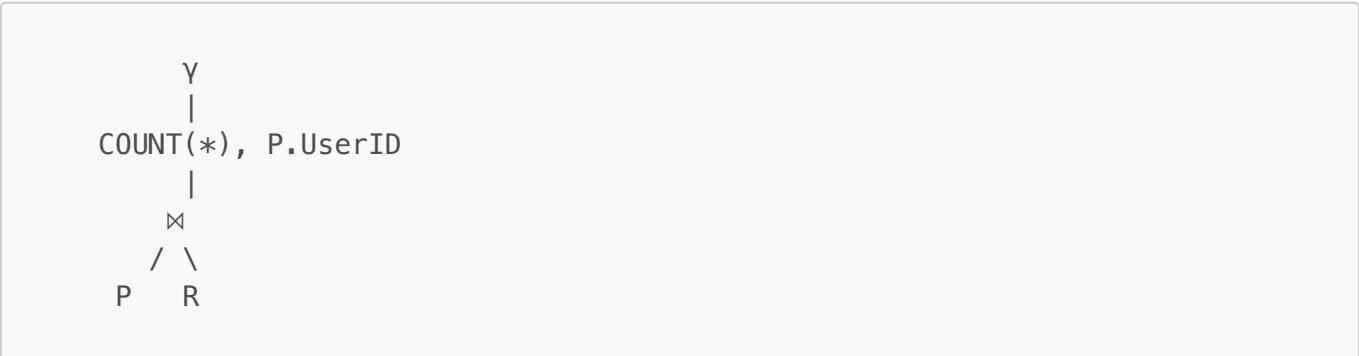 γ
|
COUNT(*), P.UserID
|
⋈
/ \
P R